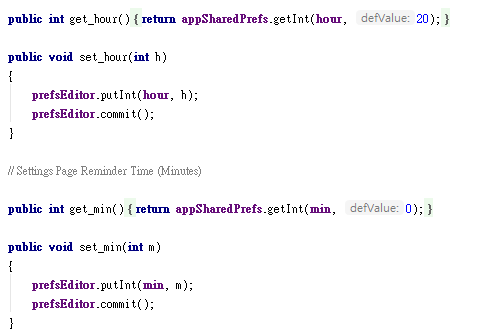 public int get_hour(){return appSharedPrefs.getInt(hour, defValue: 20);}
public void set_hour(int h)
{
prefsEditor.putInt(hour, h);
prefsEditor.commit();
}
// Settings Page Reminder Time (Minutes)
public int get_min(){return appSharedPrefs.getInt(min, defValue: 0);}
public void set_min(int m)
{
prefsEditor.putInt(min, m);
prefsEditor.commit();
}